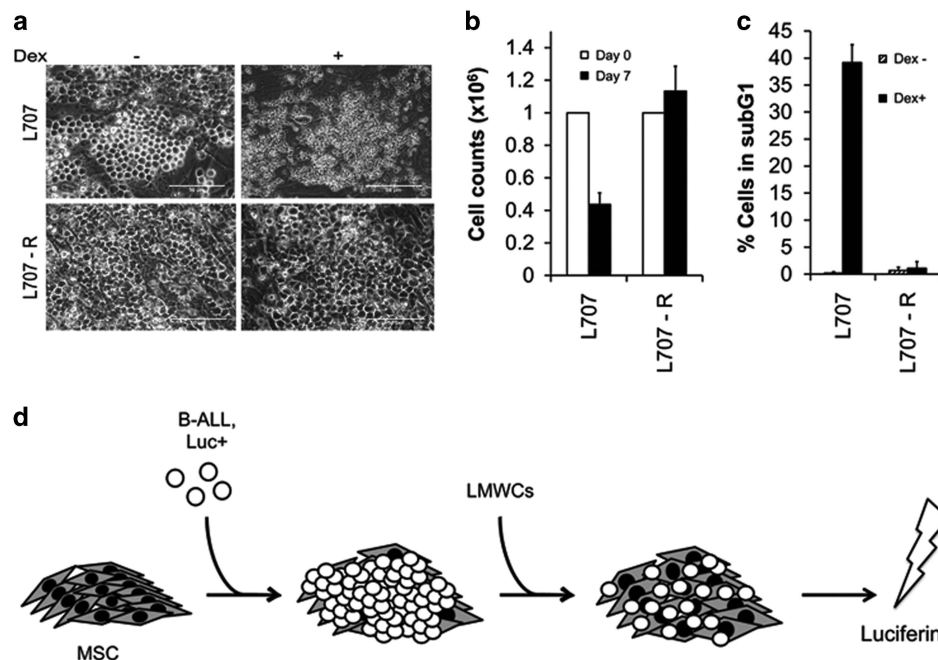 a
Dex - +
L707
L707 - R
b
Cell counts (x10⁶)
1.4
1.2
1
0.8
0.6
0.4
0.2
0
Day 0
Day 7
L707
L707 - R
c
% Cells in subG1
45
40
35
30
25
20
15
10
5
0
Dex -
Dex+
L707
L707 - R
d
B-ALL,
Luc+
LMWCs
MSC
Luciferin